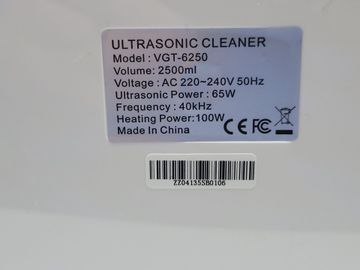 ULTRASONIC CLEANER
Model: VGT-6250
Volume: 2500ml
Voltage : AC 220~240V 50Hz
Ultrasonic Power : 65W
Frequency : 40kHz
Heating Power:100W
Made In China
CE FC
ZZ04135SB0106